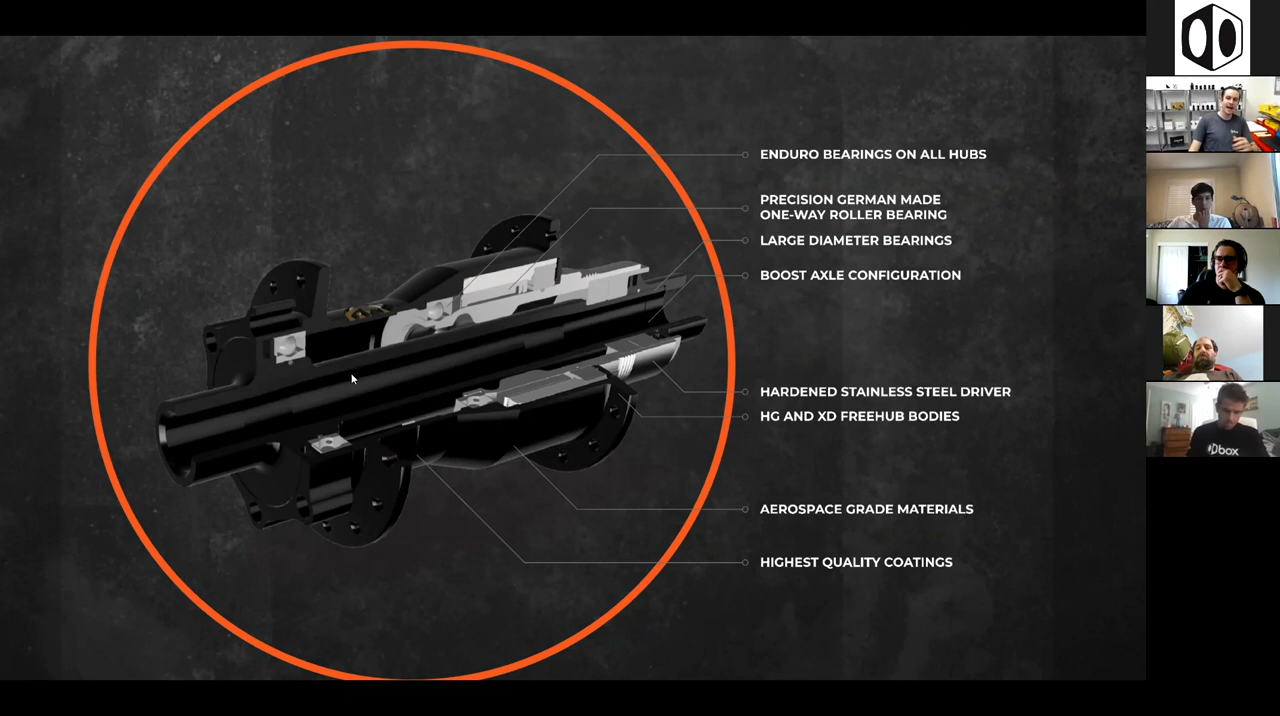 ENDURO BEARINGS ON ALL HUBS
PRECISION GERMAN MADE
ONE-WAY ROLLER BEARING
LARGE DIAMETER BEARINGS
BOOST AXLE CONFIGURATION
HARDENED STAINLESS STEEL DRIVER
HG AND XD FREEHUB BODIES
AEROSPACE GRADE MATERIALS
HIGHEST QUALITY COATINGS
box